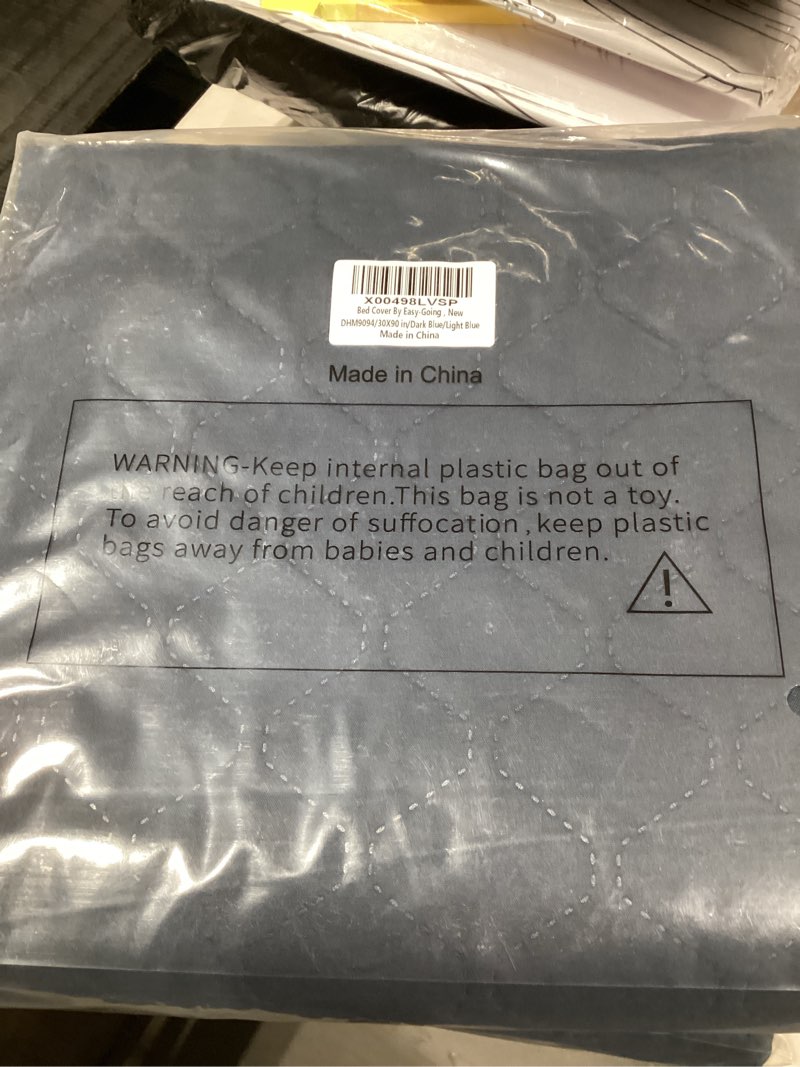 X00498LVSP
Bed Cover By Easy-Going , New
DHM9094/30X90 in/Dark Blue/Light Blue
Made in China
Made in China
WARNING-Keep internal plastic bag out of
the reach of children.This bag is not a toy.
To avoid danger of suffocation,keep plastic
bags away from babies and children.
!